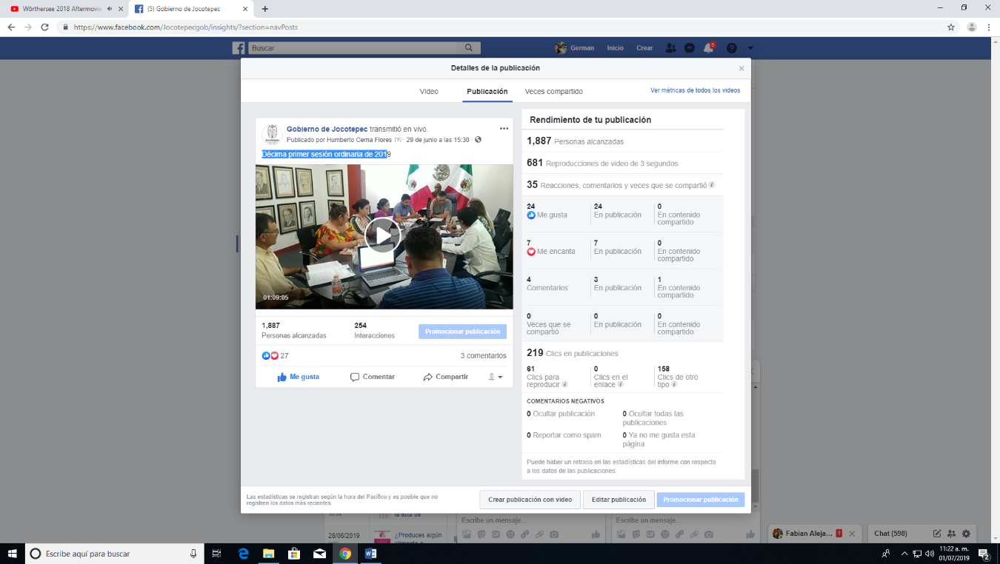 Wörthersee 2018 Aftermovie
(5) Gobierno de Jocotepec
https://www.facebook.com/Jocotepecgob/insights/?section=navPosts
Buscar
German
Inicio
Crear
6
Detalles de la publicación
Video
Publicación
Veces compartido
Ver métricas de todos los videos
Gobierno de Jocotepec transmitió en vivo.
Publicado por Humberto Cerna Flores [?] · 29 de junio a las 15:30 ·
Décima primer sesión ordinaria de 2019
Jocotepec
01:09:05
1,887
Personas alcanzadas
254
Interacciones
Promocionar publicación
27
3 comentarios
Me gusta
Comentar
Compartir
Rendimiento de tu publicación
1,887 Personas alcanzadas
681 Reproducciones de video de 3 segundos
35 Reacciones, comentarios y veces que se compartió
24
Me gusta
24
En publicación
0
En contenido
compartido
7
Me encanta
7
En publicación
0
En contenido
compartido
4
Comentarios
3
En publicación
1
En contenido
compartido
0
Veces que se
compartió
0
En publicación
0
En contenido
compartido
219 Clics en publicaciones
61
Clics para
reproducir
0
Clics en el
enlace
158
Clics de otro
tipo
COMENTARIOS NEGATIVOS
0 Ocultar publicación
0 Ocultar todas las
publicaciones
0 Reportar como spam
0 Ya no me gusta esta
página
Puede haber un retraso en las estadísticas del informe con respecto
a los datos de las publicaciones.
Las estadísticas se registran según la hora del Pacífico y es posible que no
registren los datos más recientes.
Crear publicación con video
Editar publicación
Promocionar publicación
la lista de
28/06/2019
¿Produces algún
Escribe un mensaje...
Escribe un mensaje...
Fabian Aleja...
1
Chat (598)
Escribe aquí para buscar
11:22 a. m.
01/07/2019
2